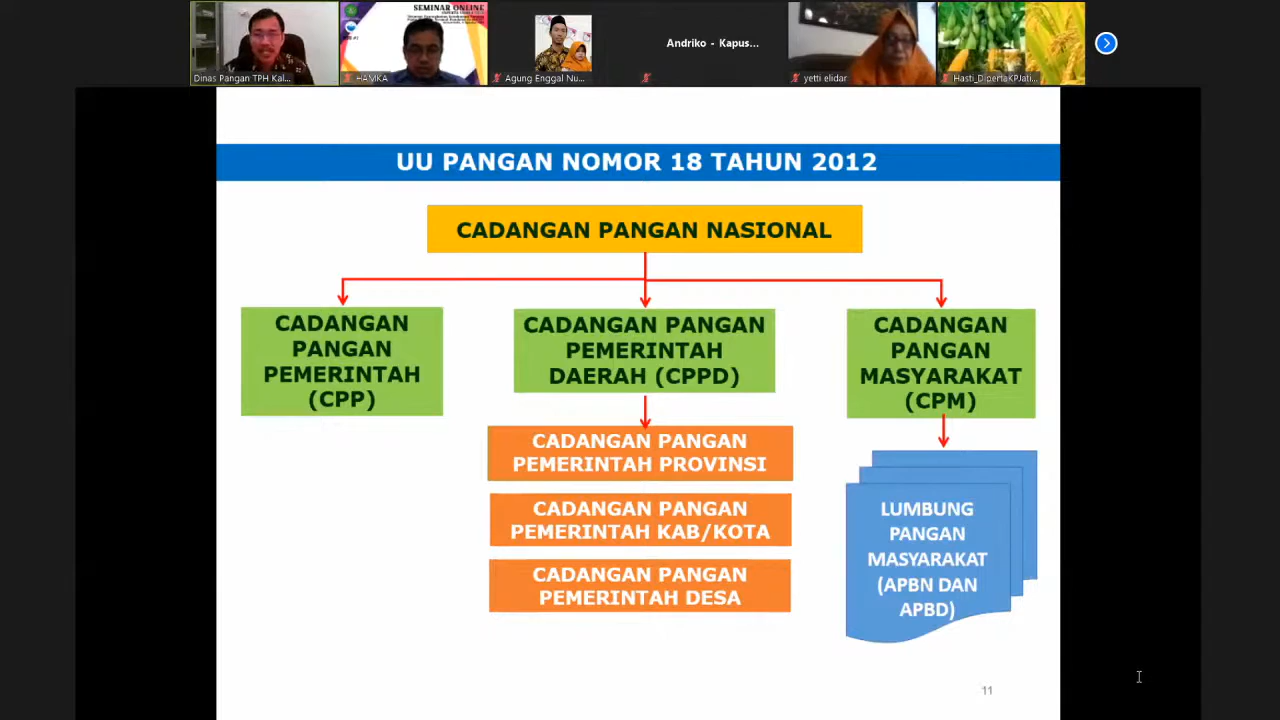 SEMINAR ONLINE
Dinas Pangan TPH Kal...
HAMKA
Agung Enggal Nu...
Andriko - Kapus...
yetti elidar
Hasti_DipertaKPJati...
UU PANGAN NOMOR 18 TAHUN 2012
CADANGAN PANGAN NASIONAL
CADANGAN
PANGAN
PEMERINTAH
(CPP)
CADANGAN PANGAN
PEMERINTAH
DAERAH (CPPD)
CADANGAN PANGAN
PEMERINTAH PROVINSI
CADANGAN PANGAN
PEMERINTAH KAB/KOTA
CADANGAN PANGAN
PEMERINTAH DESA
CADANGAN
PANGAN
MASYARAKAT
(CPM)
LUMBUNG
PANGAN
MASYARAKAT
(APBN DAN
APBD)
11